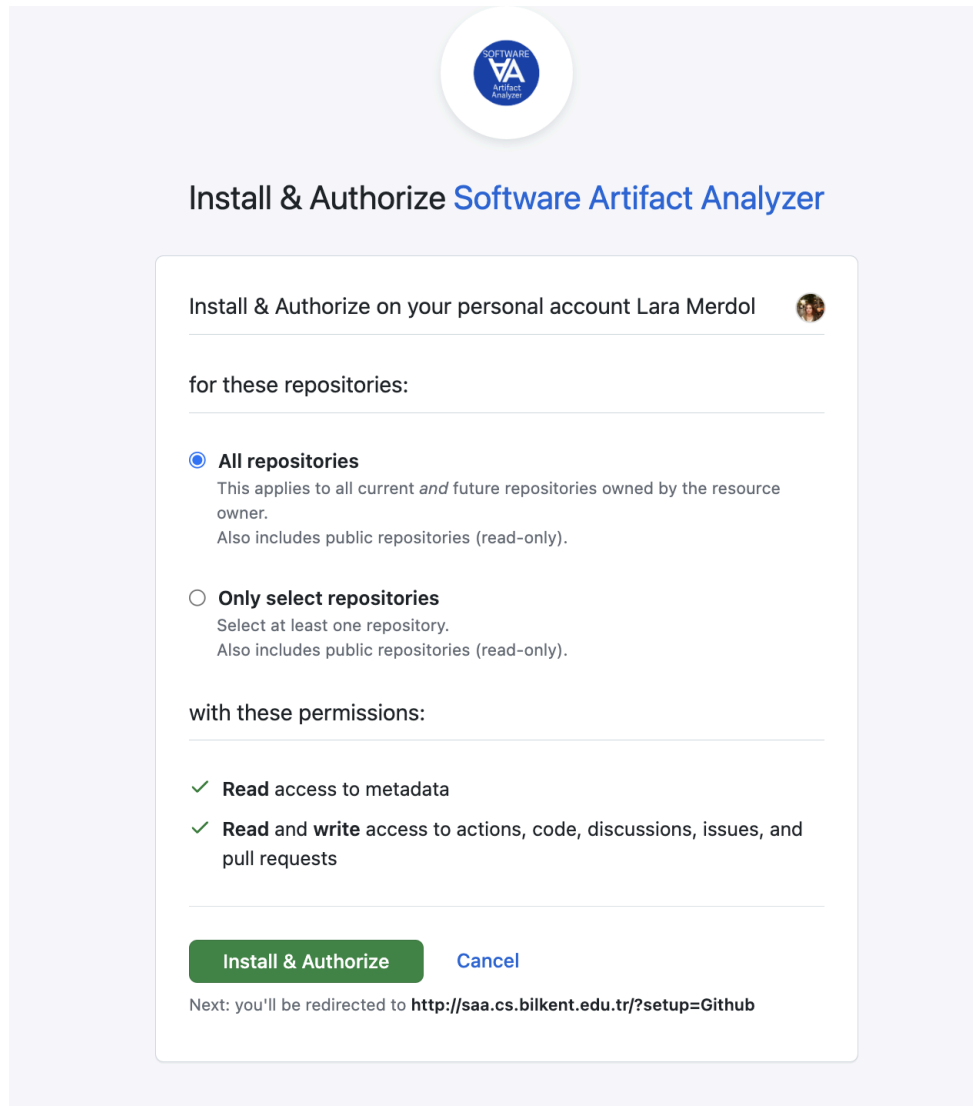 SOFTWARE
Artifact
Analyzer
Install & Authorize Software Artifact Analyzer
Install & Authorize on your personal account Lara Merdol
for these repositories:
All repositories
This applies to all current and future repositories owned by the resource
owner.
Also includes public repositories (read-only).
Only select repositories
Select at least one repository.
Also includes public repositories (read-only).
with these permissions:
Read access to metadata
Read and write access to actions, code, discussions, issues, and
pull requests
Install & Authorize Cancel
Next: you'll be redirected to http://saa.cs.bilkent.edu.tr/?setup=Github